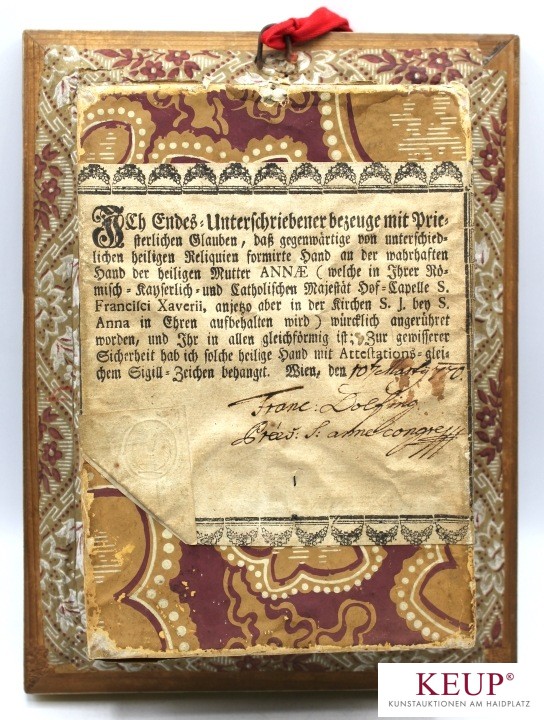 ICh Endes-Unterschriebener bezeuge mit Prie-
sterlichen Glauben, daß gegenwärtige von unterschied-
lichen heiligen Reliquien formirte Hand an der wahrhaften
Hand der heiligen Mutter ANNÆ (welche in Ihrer Rö-
misch-Kayserlich-und Catholischen Majestät Hof-Capelle S.
Francisci Xaverii, anjetzo aber in der Kirchen S. J. bey S.
Anna in Ehren aufbehalten wird) würcklich angerühret
worden, und Ihr in allen gleichförmig ist; Zur gewisserer
Sicherheit hab ich solche heilige Hand mit Attestations-glei-
chem Sigill-Zeichen behanget. Wien, den 10
Franc: Dolfing
S: annæ congreg
KEUP®
KUNSTAUKTIONEN AM HAIDPLATZ